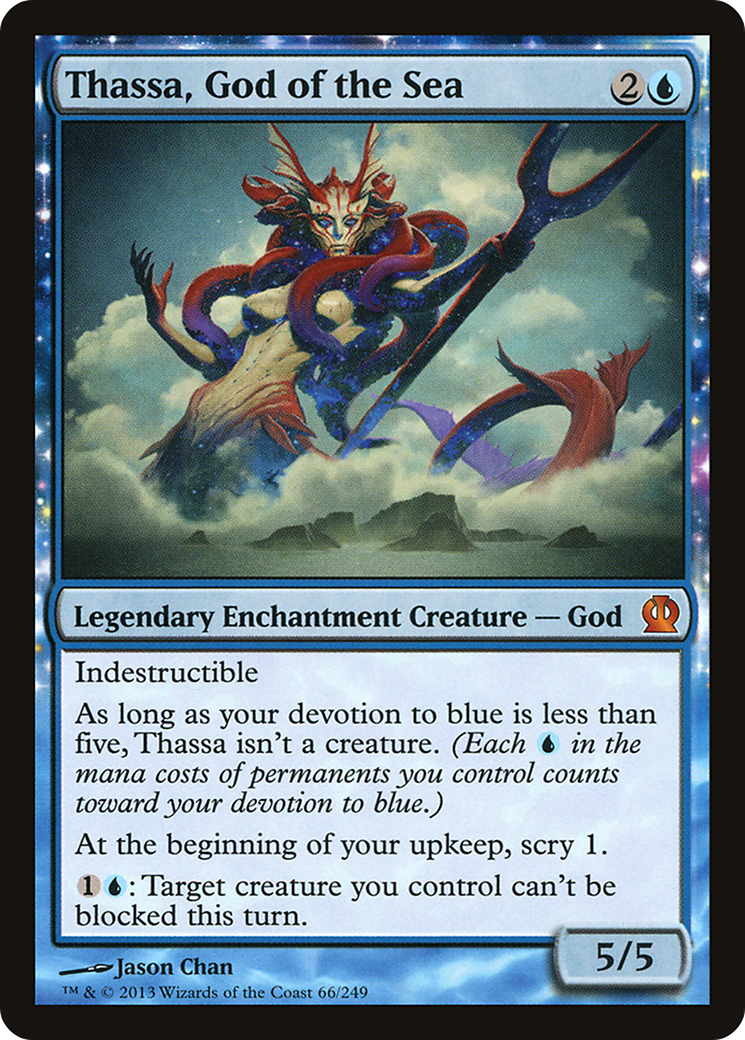 Thassa, God of the Sea 2
Legendary Enchantment Creature — God
Indestructible
As long as your devotion to blue is less than
five, Thassa isn't a creature. (Each in the
mana costs of permanents you control counts
toward your devotion to blue.)
At the beginning of your upkeep, scry 1.
1 : Target creature you control can't be
blocked this turn.
5/5
Jason Chan
™ & © 2013 Wizards of the Coast 66/249